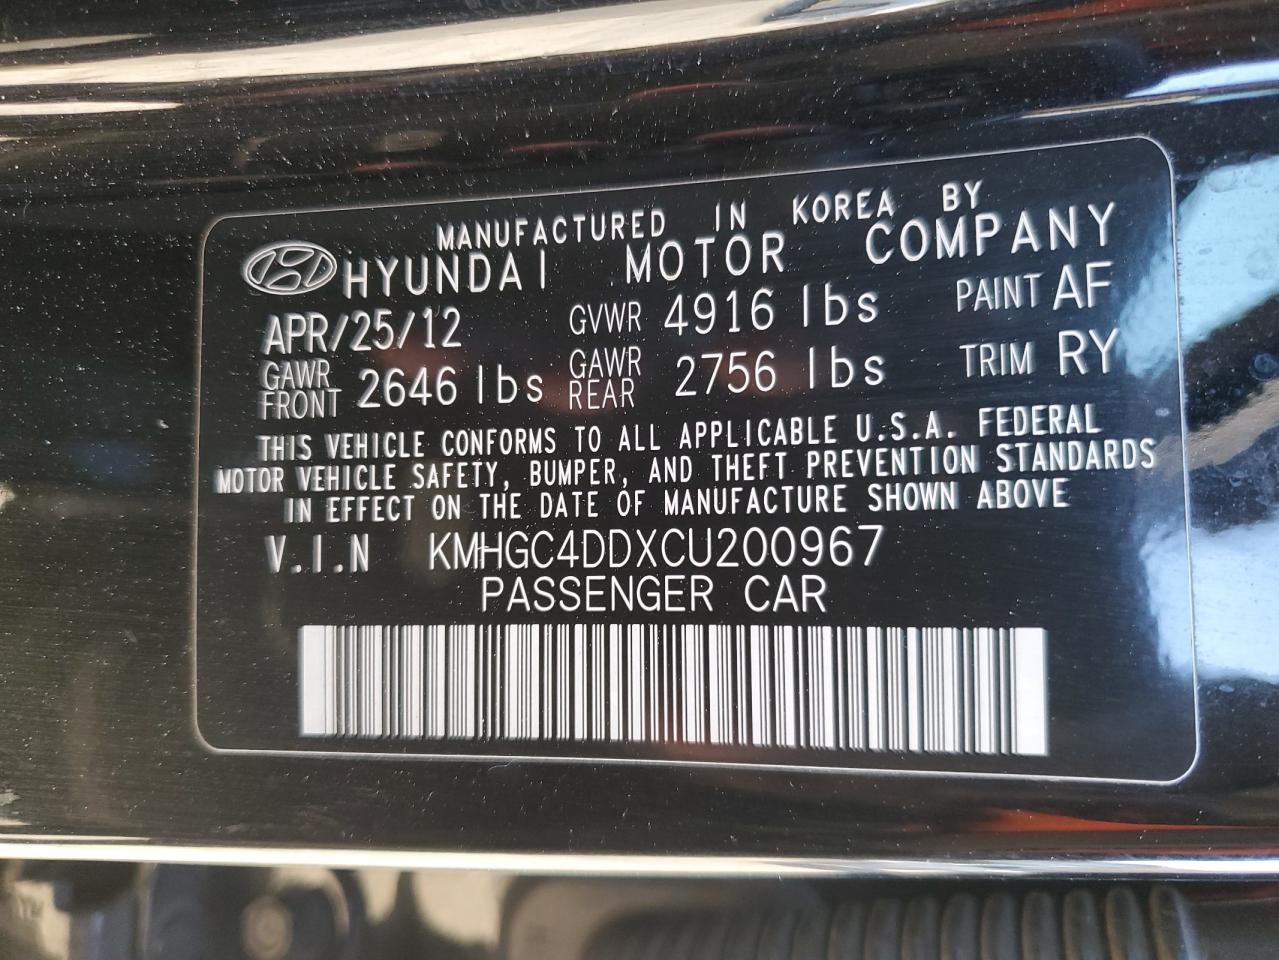 MANUFACTURED IN KOREA BY
HYUNDAI MOTOR COMPANY
APR/25/12 GVWR 4916 lbs PAINT AF
GAWR FRONT 2646 lbs GAWR REAR 2756 lbs TRIM RY
THIS VEHICLE CONFORMS TO ALL APPLICABLE U.S.A. FEDERAL
MOTOR VEHICLE SAFETY, BUMPER, AND THEFT PREVENTION STANDARDS
IN EFFECT ON THE DATE OF MANUFACTURE SHOWN ABOVE
V.I.N KMHGC4DDXCU200967
PASSENGER CAR